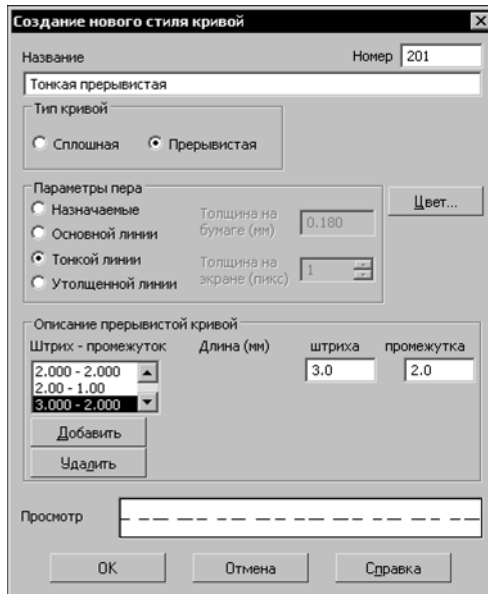 Создание нового стиля кривой
Название Номер 201
Тонкая прерывистая
Тип кривой
Сплошная Прерывистая
Параметры пера
Назначаемые
Основной линии
Тонкой линии
Утолщенной линии
Толщина на
бумаге (мм)
0.180
Толщина на
экране (пикс)
1
Цвет...
Описание прерывистой кривой
Штрих - промежуток Длина (мм) штриха промежутка
2.000 - 2.000
2.00 - 1.00
3.000 - 2.000
3.0 2.0
Добавить
Удалить
Просмотр
OK Отмена Справка